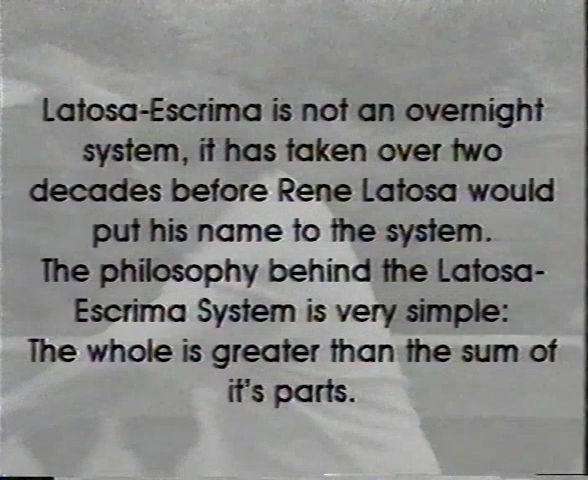 Latosa-Escrima is not an overnight
system, it has taken over two
decades before Rene Latosa would
put his name to the system.
The philosophy behind the Latosa-
Escrima System is very simple:
The whole is greater than the sum of
it's parts.